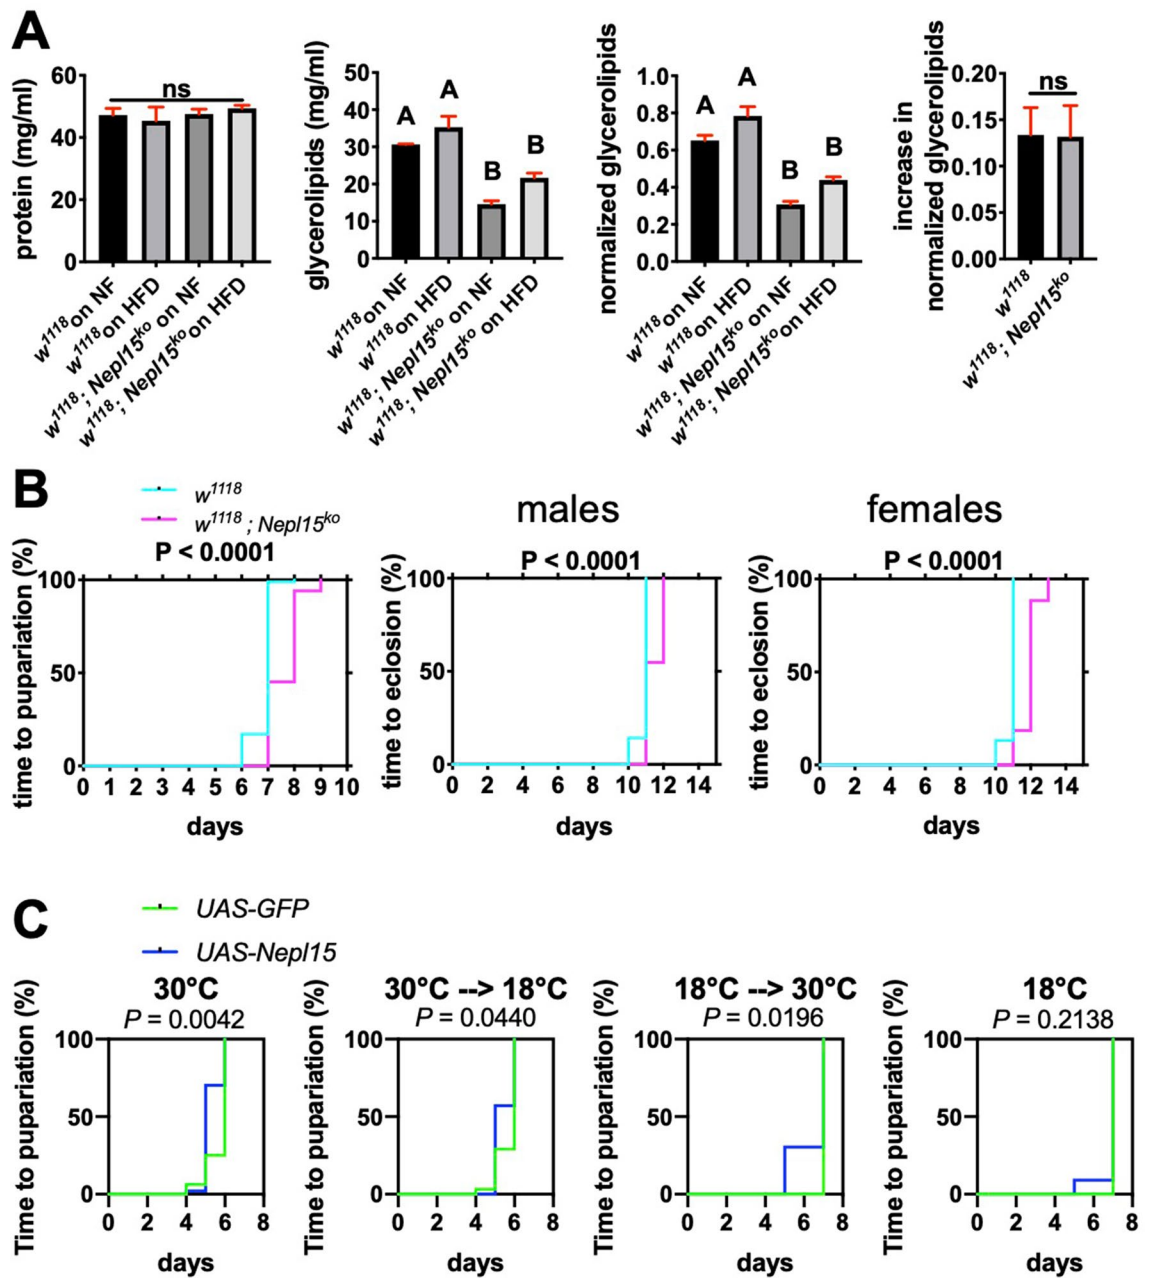 A
protein (mg/ml)
60
40
20
0
ns
w1118 on NF
w1118 on HFD
w1118; Nepl15ko on NF
w1118; Nepl15ko on HFD
glycerolipids (mg/ml)
50
40
30
20
10
0
A
A
B
B
w1118 on NF
w1118 on HFD
w1118; Nepl15ko on NF
w1118; Nepl15ko on HFD
normalized glycerolipids
1.0
0.8
0.6
0.4
0.2
0.0
A
A
B
B
w1118 on NF
w1118 on HFD
w1118; Nepl15ko on NF
w1118; Nepl15ko on HFD
increase in
normalized glycerolipids
0.20
0.15
0.10
0.05
0.00
ns
w1118
w1118; Nepl15ko
B
w1118
w1118 ; Nepl15ko
P < 0.0001
time to pupariation (%)
100
50
0
0 1 2 3 4 5 6 7 8 9 10
days
males
P < 0.0001
time to eclosion (%)
100
50
0
0 2 4 6 8 10 12 14
days
females
P < 0.0001
time to eclosion (%)
100
50
0
0 2 4 6 8 10 12 14
days
C
UAS-GFP
UAS-Nepl15
30°C
P = 0.0042
Time to pupariation (%)
100
50
0
0 2 4 6 8
days
30°C --> 18°C
P = 0.0440
Time to pupariation (%)
100
50
0
0 2 4 6 8
days
18°C --> 30°C
P = 0.0196
Time to pupariation (%)
100
50
0
0 2 4 6 8
days
18°C
P = 0.2138
Time to pupariation (%)
100
50
0
0 2 4 6 8
days